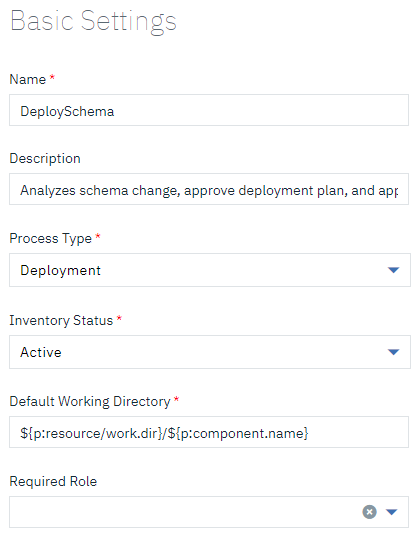 Basic Settings
Name *
DeploySchema
Description
Analyzes schema change, approve deployment plan, and app
Process Type *
Deployment
Inventory Status *
Active
Default Working Directory *
${p:resource/work.dir}/${p:component.name}
Required Role